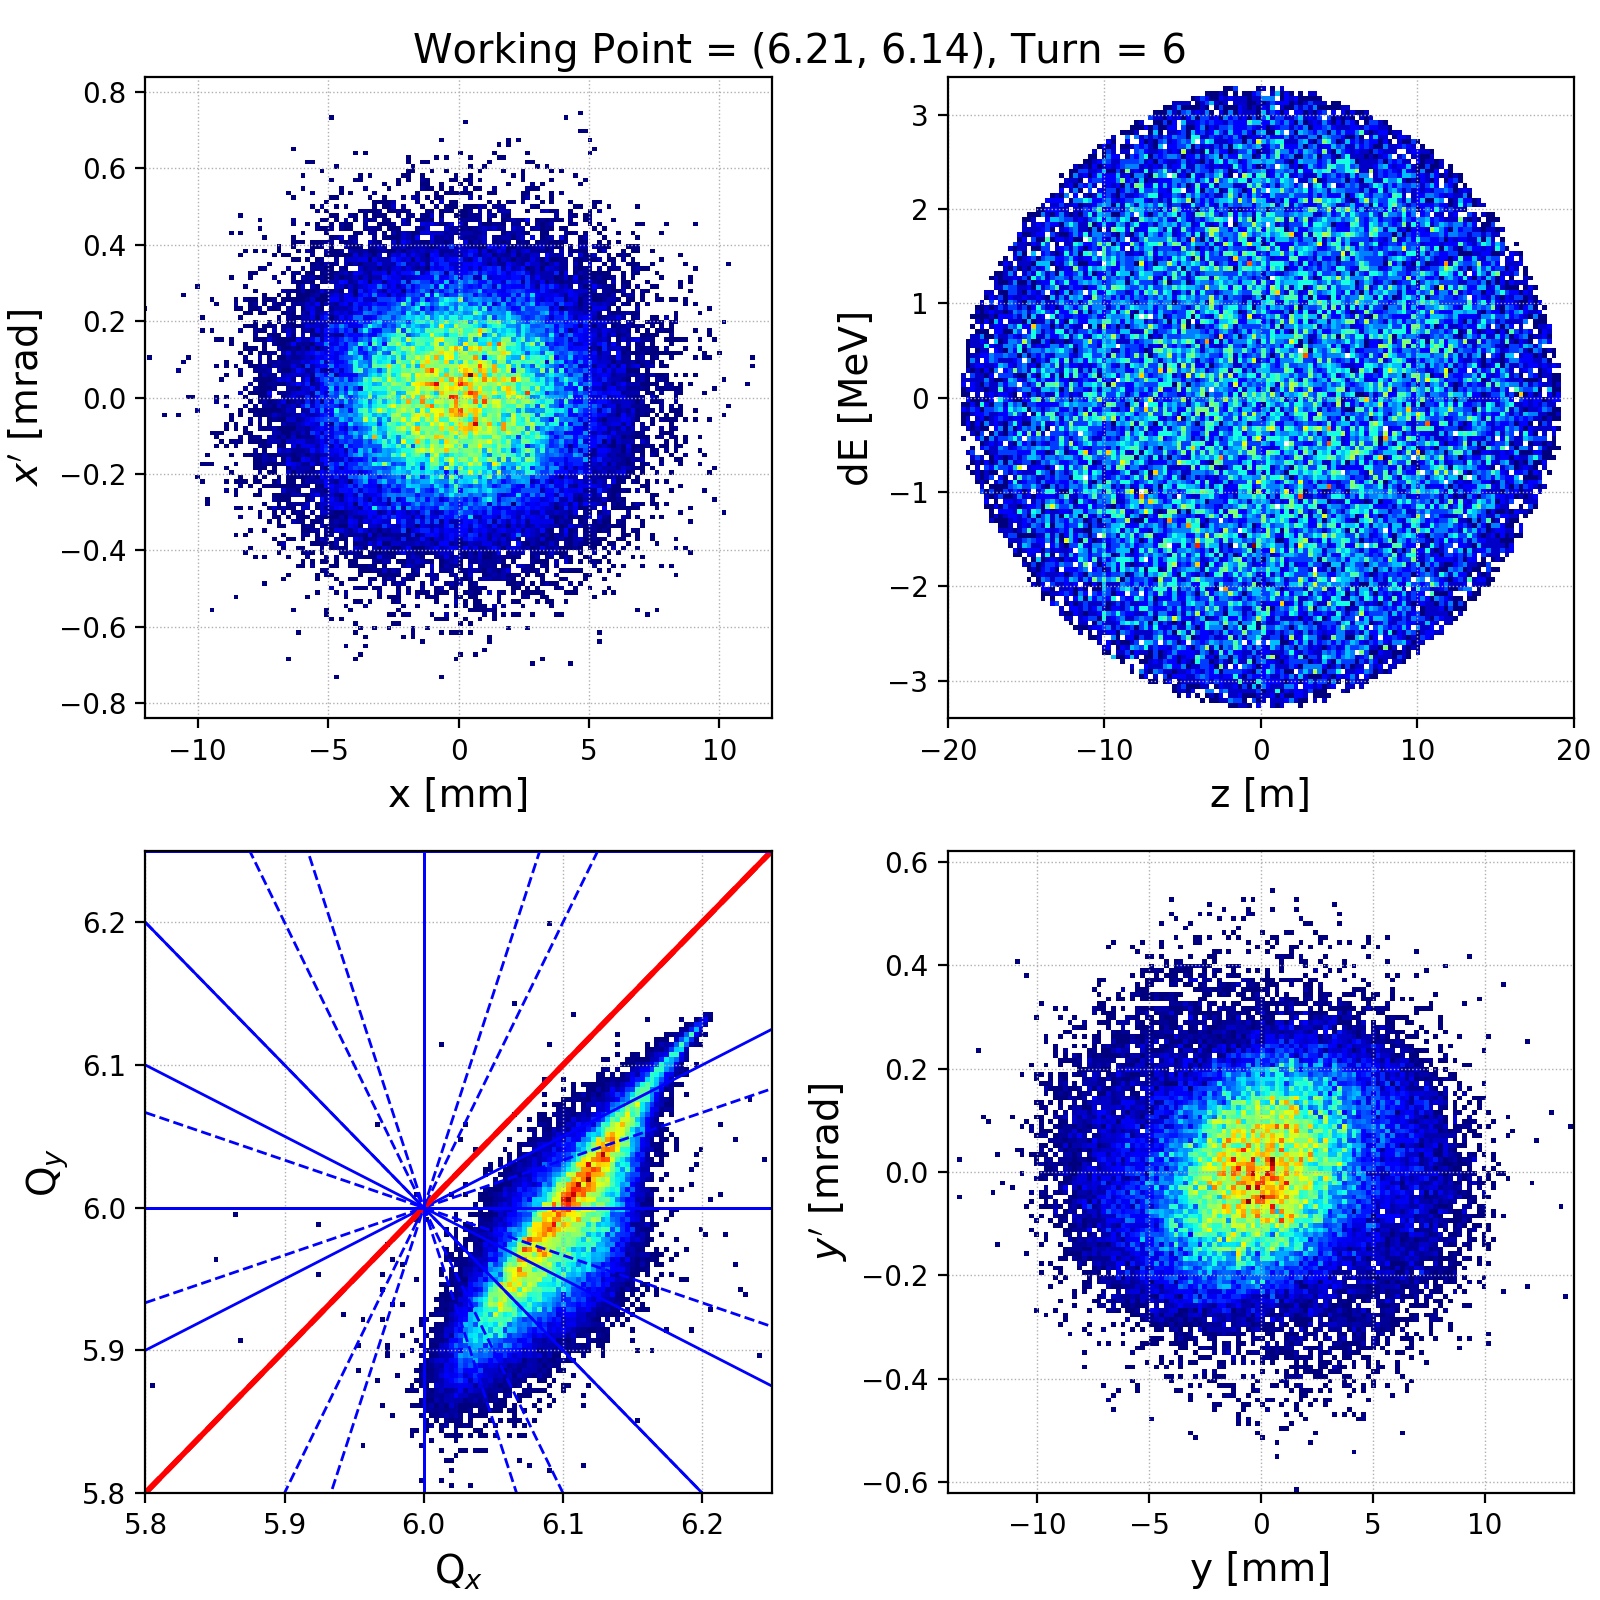 Working Point = (6.21, 6.14), Turn = 6
0.8
0.6
0.4
0.2
0.0
−0.2
−0.4
−0.6
−0.8
x′ [mrad]
−10 −5 0 5 10
x [mm]
3
2
1
0
−1
−2
−3
dE [MeV]
−20 −10 0 10 20
z [m]
6.2
6.1
6.0
5.9
5.8
Qy
5.8 5.9 6.0 6.1 6.2
Qx
0.6
0.4
0.2
0.0
−0.2
−0.4
−0.6
y′ [mrad]
−10 −5 0 5 10
y [mm]